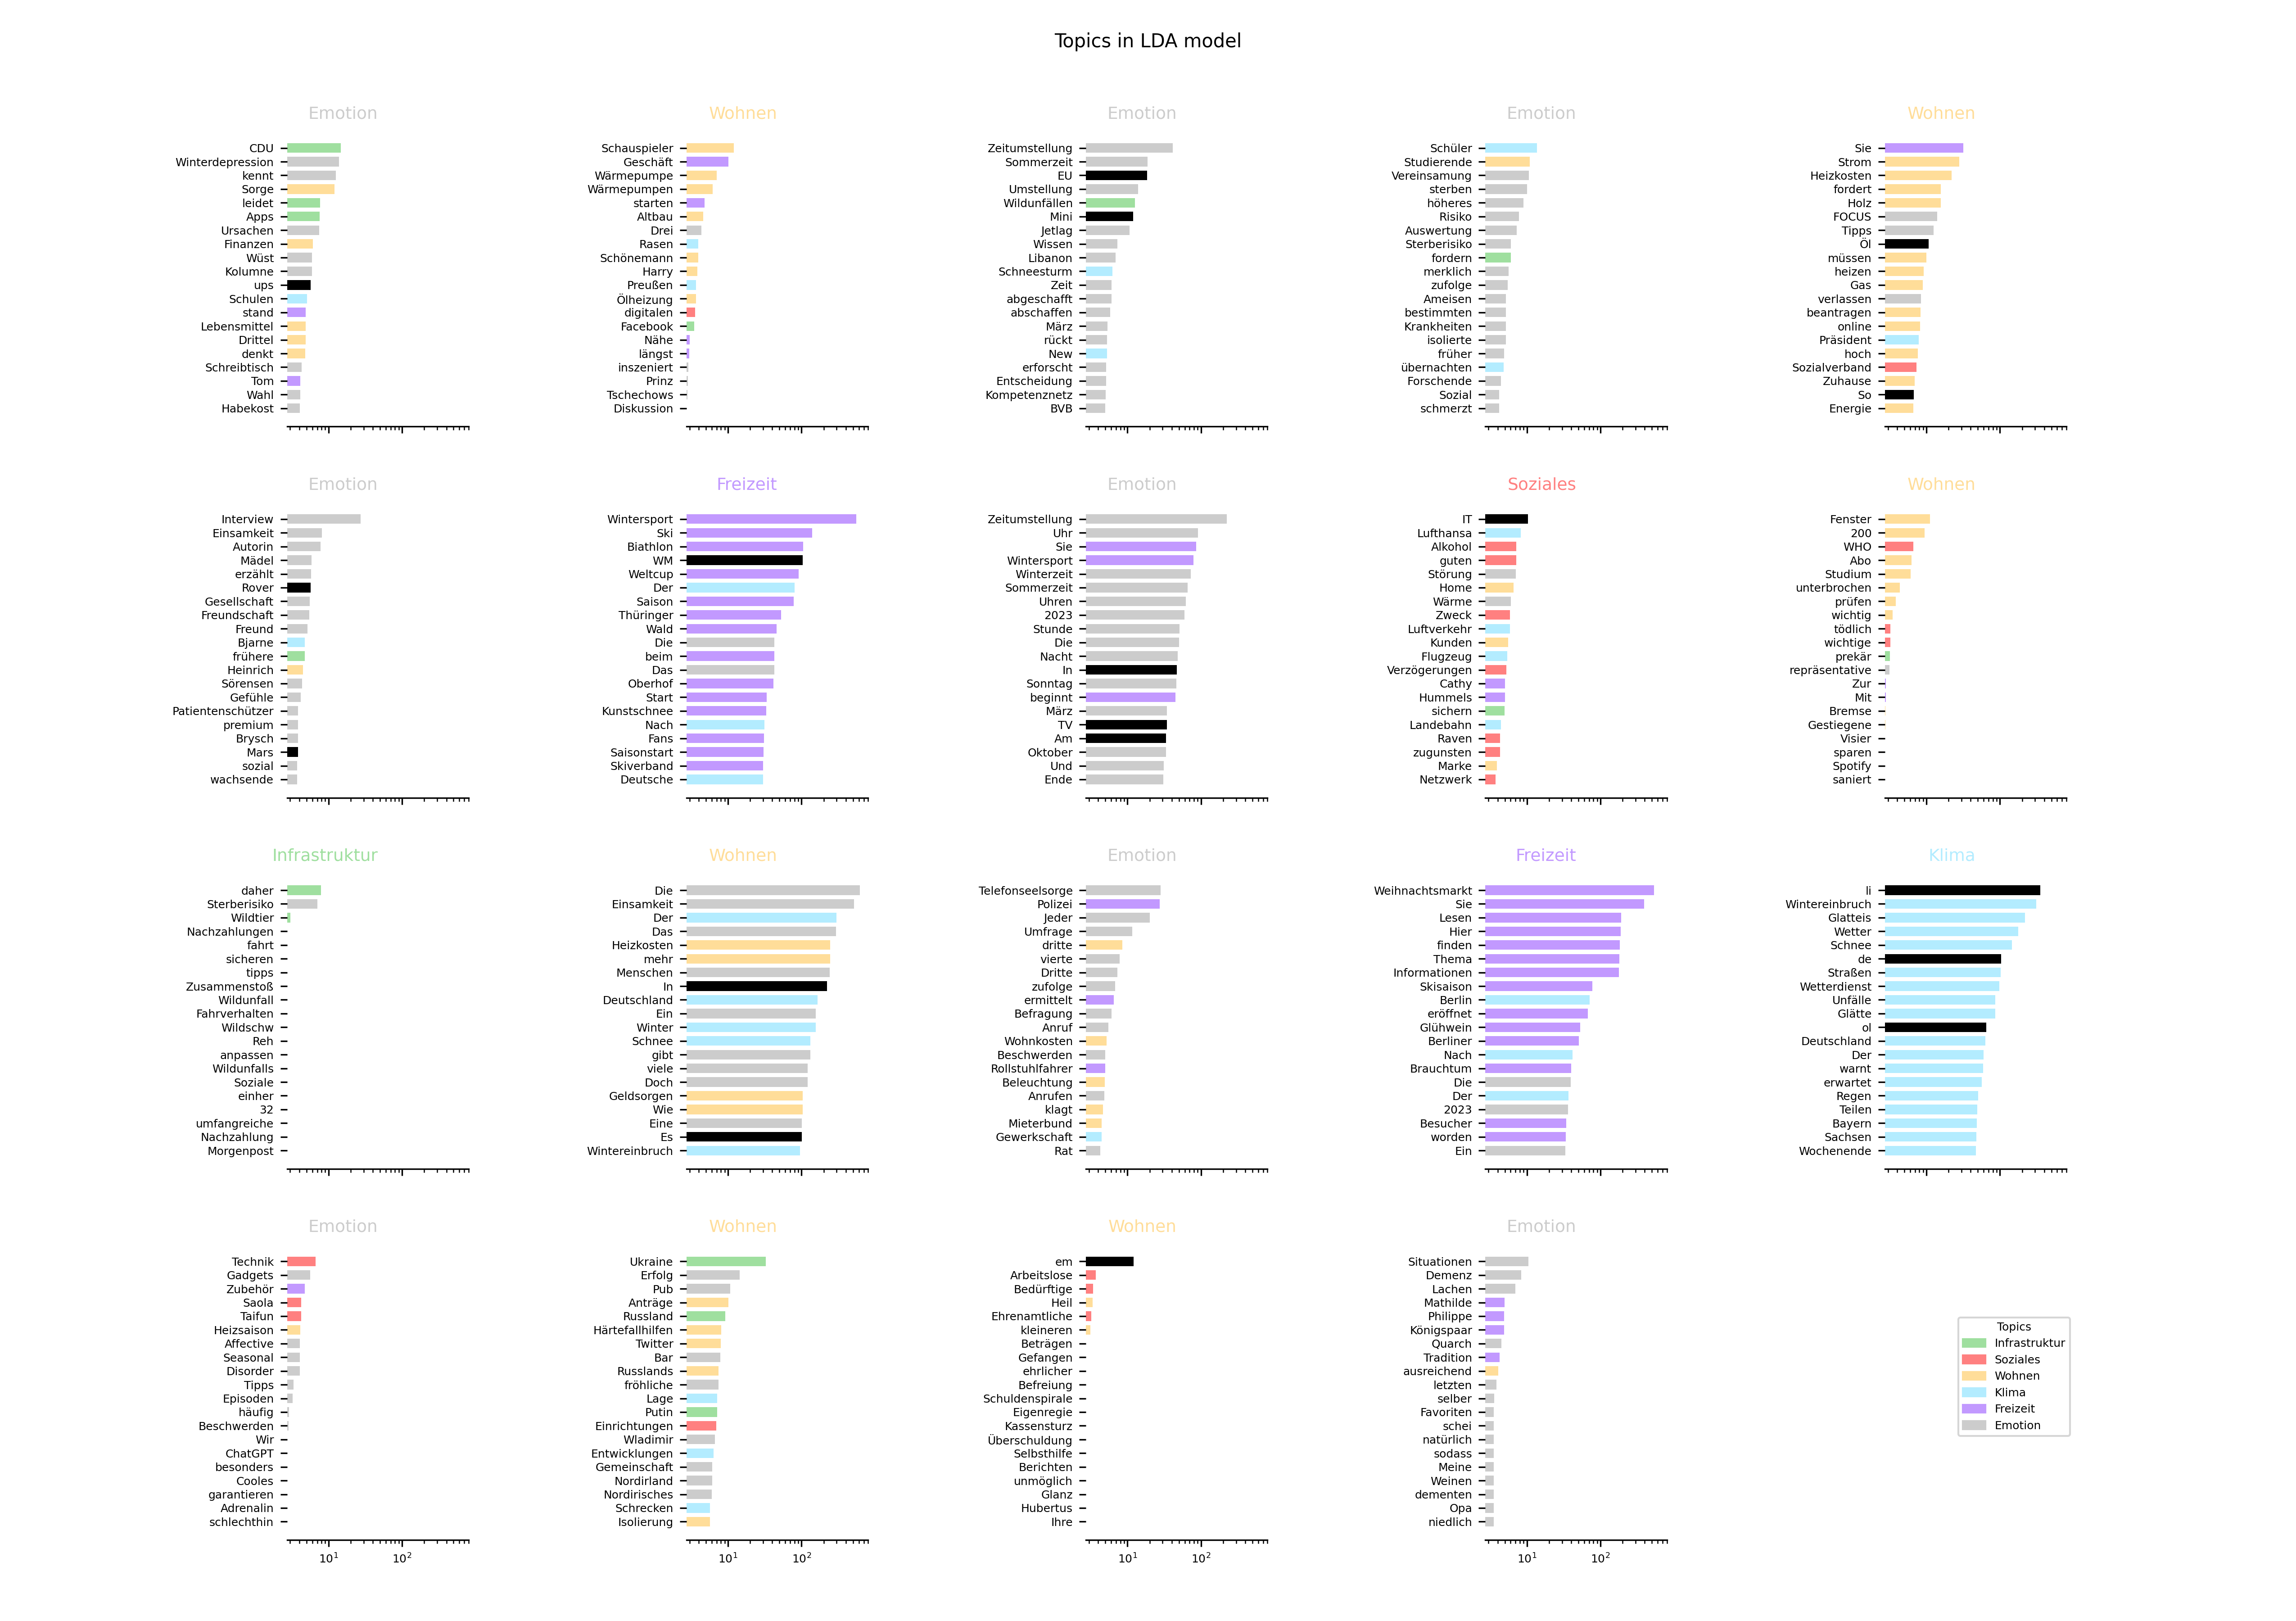 Topics in LDA model
Emotion
CDU
Winterdepression
kennt
Sorge
leidet
Apps
Ursachen
Finanzen
Wüst
Kolumne
ups
Schulen
stand
Lebensmittel
Drittel
denkt
Schreibtisch
Tom
Wahl
Habekost
Wohnen
Schauspieler
Geschäft
Wärmepumpe
Wärmepumpen
starten
Altbau
Drei
Rasen
Schönemann
Harry
Preußen
Ölheizung
digitalen
Facebook
Nähe
längst
inszeniert
Prinz
Tschechows
Diskussion
Emotion
Zeitumstellung
Sommerzeit
EU
Umstellung
Wildunfällen
Mini
Jetlag
Wissen
Libanon
Schneesturm
Zeit
abgeschafft
abschaffen
März
rückt
New
erforscht
Entscheidung
Kompetenznetz
BVB
Emotion
Schüler
Studierende
Vereinsamung
sterben
höheres
Risiko
Auswertung
Sterberisiko
fordern
merklich
zufolge
Ameisen
bestimmten
Krankheiten
isolierte
früher
übernachten
Forschende
Sozial
schmerzt
Wohnen
Sie
Strom
Heizkosten
fordert
Holz
FOCUS
Tipps
Öl
müssen
heizen
Gas
verlassen
beantragen
online
Präsident
hoch
Sozialverband
Zuhause
So
Energie
Emotion
Interview
Einsamkeit
Autorin
Mädel
erzählt
Rover
Gesellschaft
Freundschaft
Freund
Bjarne
frühere
Heinrich
Sörensen
Gefühle
Patientenschützer
premium
Brysch
Mars
sozial
wachsende
Freizeit
Wintersport
Ski
Biathlon
WM
Weltcup
Der
Saison
Thüringer
Wald
Die
beim
Das
Oberhof
Start
Kunstschnee
Nach
Fans
Saisonstart
Skiverband
Deutsche
Emotion
Zeitumstellung
Uhr
Sie
Wintersport
Winterzeit
Sommerzeit
Uhren
2023
Stunde
Die
Nacht
In
Sonntag
beginnt
März
TV
Am
Oktober
Und
Ende
Soziales
IT
Lufthansa
Alkohol
guten
Störung
Home
Wärme
Zweck
Luftverkehr
Kunden
Flugzeug
Verzögerungen
Cathy
Hummels
sichern
Landebahn
Raven
zugunsten
Marke
Netzwerk
Wohnen
Fenster
200
WHO
Abo
Studium
unterbrochen
prüfen
wichtig
tödlich
wichtige
prekär
repräsentative
Zur
Mit
Bremse
Gestiegene
Visier
sparen
Spotify
saniert
Infrastruktur
daher
Sterberisiko
Wildtier
Nachzahlungen
fahrt
sicheren
tipps
Zusammenstoß
Wildunfall
Fahrverhalten
Wildschw
Reh
anpassen
Wildunfalls
Soziale
einher
32
umfangreiche
Nachzahlung
Morgenpost
Wohnen
Die
Einsamkeit
Der
Das
Heizkosten
mehr
Menschen
In
Deutschland
Ein
Winter
Schnee
gibt
viele
Doch
Geldsorgen
Wie
Eine
Es
Wintereinbruch
Emotion
Telefonseelsorge
Polizei
Jeder
Umfrage
dritte
vierte
Dritte
zufolge
ermittelt
Befragung
Anruf
Wohnkosten
Beschwerden
Rollstuhlfahrer
Beleuchtung
Anrufen
klagt
Mieterbund
Gewerkschaft
Rat
Freizeit
Weihnachtsmarkt
Sie
Lesen
Hier
finden
Thema
Informationen
Skisaison
Berlin
eröffnet
Glühwein
Berliner
Nach
Brauchtum
Die
Der
2023
Besucher
worden
Ein
Klima
li
Wintereinbruch
Glatteis
Wetter
Schnee
de
Straßen
Wetterdienst
Unfälle
Glätte
ol
Deutschland
Der
warnt
erwartet
Regen
Teilen
Bayern
Sachsen
Wochenende
Emotion
Technik
Gadgets
Zubehör
Saola
Taifun
Heizsaison
Affective
Seasonal
Disorder
Tipps
Episoden
häufig
Beschwerden
Wir
ChatGPT
besonders
Cooles
garantieren
Adrenalin
schlechthin
10¹ 10²
Wohnen
Ukraine
Erfolg
Pub
Anträge
Russland
Härtefallhilfen
Twitter
Bar
Russlands
fröhliche
Lage
Putin
Einrichtungen
Wladimir
Entwicklungen
Gemeinschaft
Nordirland
Nordirisches
Schrecken
Isolierung
10¹ 10²
Wohnen
em
Arbeitslose
Bedürftige
Heil
Ehrenamtliche
kleineren
Beträgen
Gefangen
ehrlicher
Befreiung
Schuldenspirale
Eigenregie
Kassensturz
Überschuldung
Selbsthilfe
Berichten
unmöglich
Glanz
Hubertus
Ihre
10¹ 10²
Emotion
Situationen
Demenz
Lachen
Mathilde
Philippe
Königspaar
Quarch
Tradition
ausreichend
letzten
selber
Favoriten
schei
natürlich
sodass
Meine
Weinen
dementen
Opa
niedlich
10¹ 10²
Topics
Infrastruktur
Soziales
Wohnen
Klima
Freizeit
Emotion